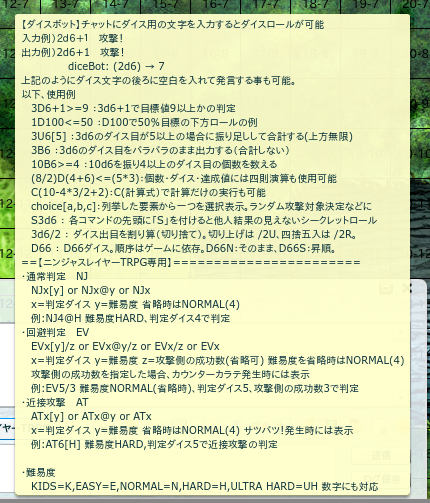 12-7
13-7
14-7
15-7
16-7
17-7
18-7
19-7
20-7
【ダイスボット】チャットにダイス用の文字を入力するとダイスロールが可能
入力例)2d6+1　攻撃！
出力例)2d6+1　攻撃！
diceBot: (2d6) → 7
上記のようにダイス文字の後ろに空白を入れて発言する事も可能。
以下、使用例
3D6+1>=9 ：3d6+1で目標値9以上かの判定
1D100<=50 ：D100で50%目標の下方ロールの例
3U6[5] ：3d6のダイス目が5以上の場合に振り足しして合計する(上方無限)
3B6 ：3d6のダイス目をバラバラのまま出力する（合計しない）
10B6>=4 ：10d6を振り4以上のダイス目の個数を数える
(8/2)D(4+6)<=(5*3)：個数・ダイス・達成値には四則演算も使用可能
C(10-4*3/2+2)：C(計算式）で計算だけの実行も可能
choice[a,b,c]：列挙した要素から一つを選択表示。ランダム攻撃対象決定などに
S3d6 ： 各コマンドの先頭に「S」を付けると他人結果の見えないシークレットロール
3d6/2 ： ダイス出目を割り算（切り捨て）。切り上げは /2U、四捨五入は /2R。
D66 ： D66ダイス。順序はゲームに依存。D66N：そのまま、D66S：昇順。
==【ニンジャスレイヤーTRPG専用】=======================
・通常判定　NJ
NJx[y] or NJx@y or NJx
x=判定ダイス y=難易度 省略時はNORMAL(4)
例:NJ4@H 難易度HARD、判定ダイス4で判定
・回避判定　EV
EVx[y]/z or EVx@y/z or EVx/z or EVx
x=判定ダイス y=難易度 z=攻撃側の成功数(省略可) 難易度を省略時はNORMAL(4)
攻撃側の成功数を指定した場合、カウンターカラテ発生時には表示
例:EV5/3 難易度NORMAL(省略時)、判定ダイス5、攻撃側の成功数3で判定
・近接攻撃　AT
ATx[y] or ATx@y or ATx
x=判定ダイス y=難易度 省略時はNORMAL(4) サツバツ！発生時には表示
例:AT6[H] 難易度HARD,判定ダイス5で近接攻撃の判定
・難易度
KIDS=K,EASY=E,NORMAL=N,HARD=H,ULTRA HARD=UH 数字にも対応